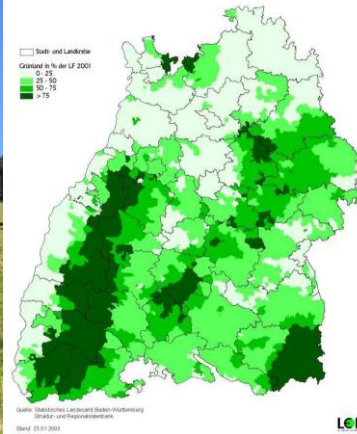 Stadt- und Landkreise
Grünland in % der LF 2001
0 - 25
25 - 50
50 - 75
> 75
Quelle: Statistisches Landesamt Baden-Württemberg
Struktur- und Regionaldatenbank
Stand: 23.01.2003